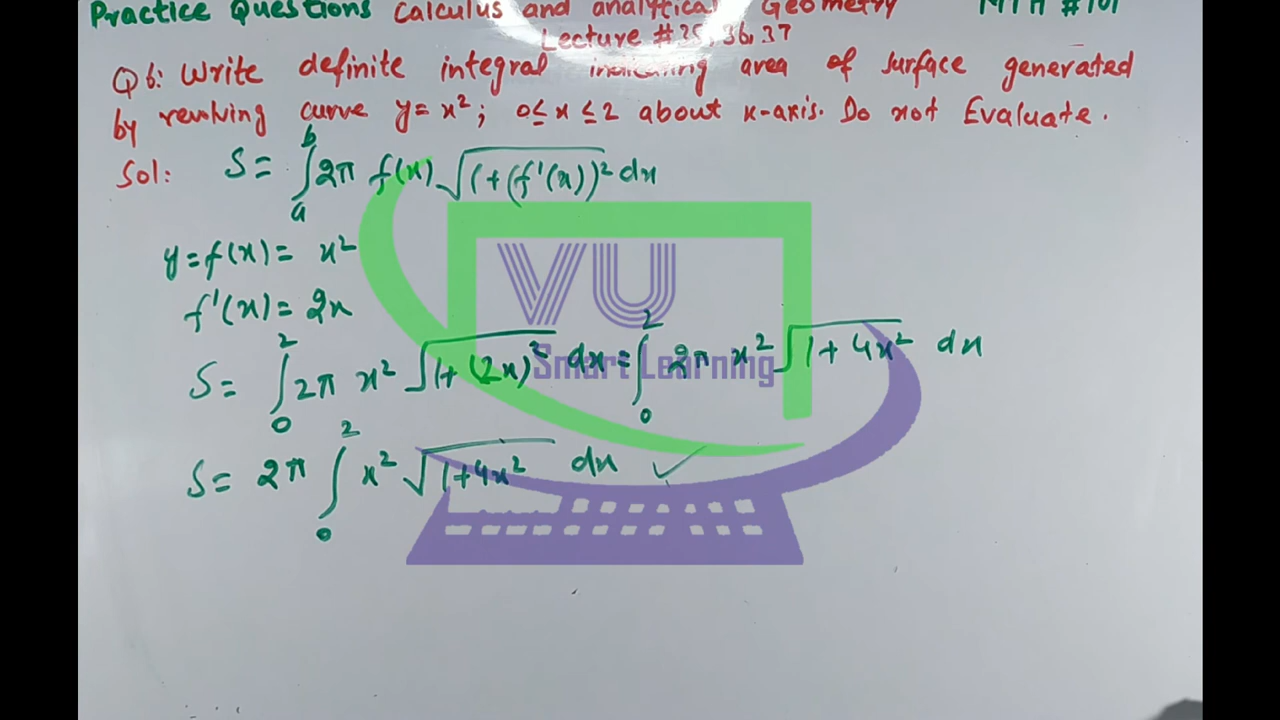 Practice Questions Calculus and analytical Geometry MTH #101
Lecture #35, 36, 37
Q6: Write definite integral indicating area of surface generated
by revolving curve y = x²; 0≤ x ≤ 2 about x-axis. Do not Evaluate.
Sol: S = ∫ₐᵇ 2π f(x) √(1+(f'(x))² dx
y = f(x) = x²
f'(x) = 2x
S = ∫₀² 2π x² √1+(2x)² dx = ∫₀² 2π x² √1+4x² dx
S = 2π ∫₀² x² √1+4x² dx ✓
VU
Smart Learning